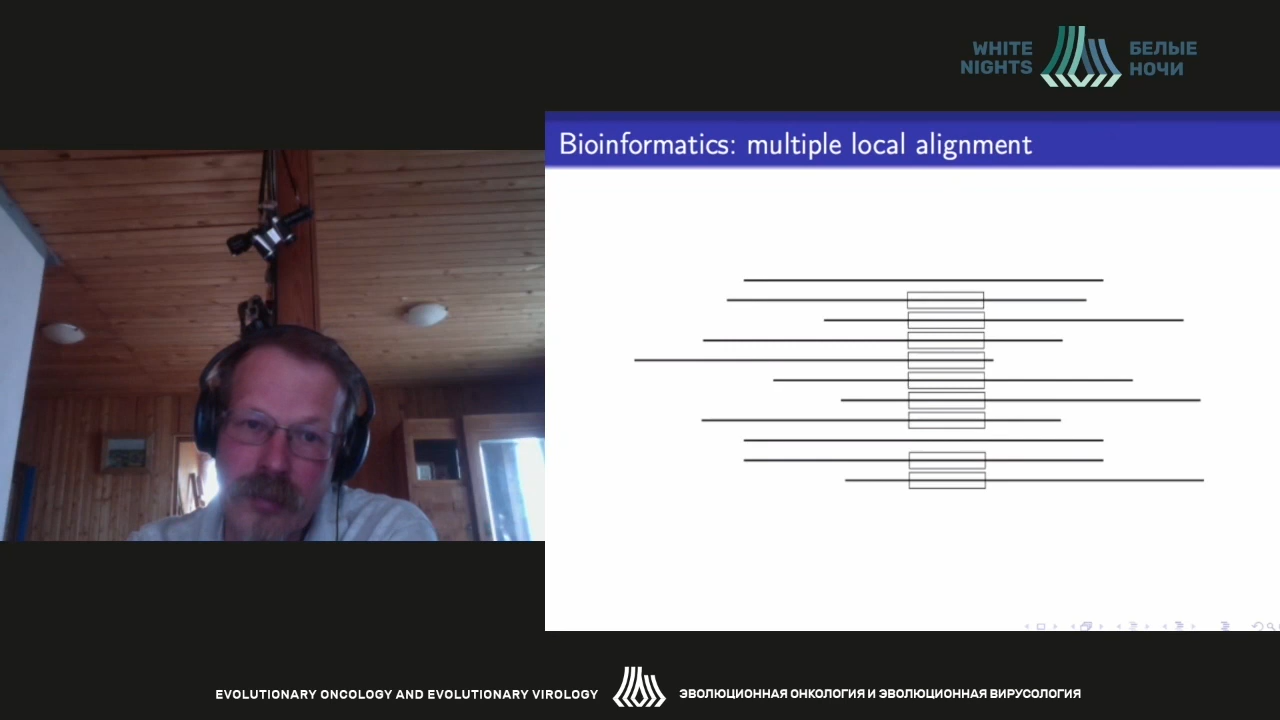 WHITE
NIGHTS
БЕЛЫЕ
НОЧИ
Bioinformatics: multiple local alignment
EVOLUTIONARY ONCOLOGY AND EVOLUTIONARY VIROLOGY
ЭВОЛЮЦИОННАЯ ОНКОЛОГИЯ И ЭВОЛЮЦИОННАЯ ВИРУСОЛОГИЯ